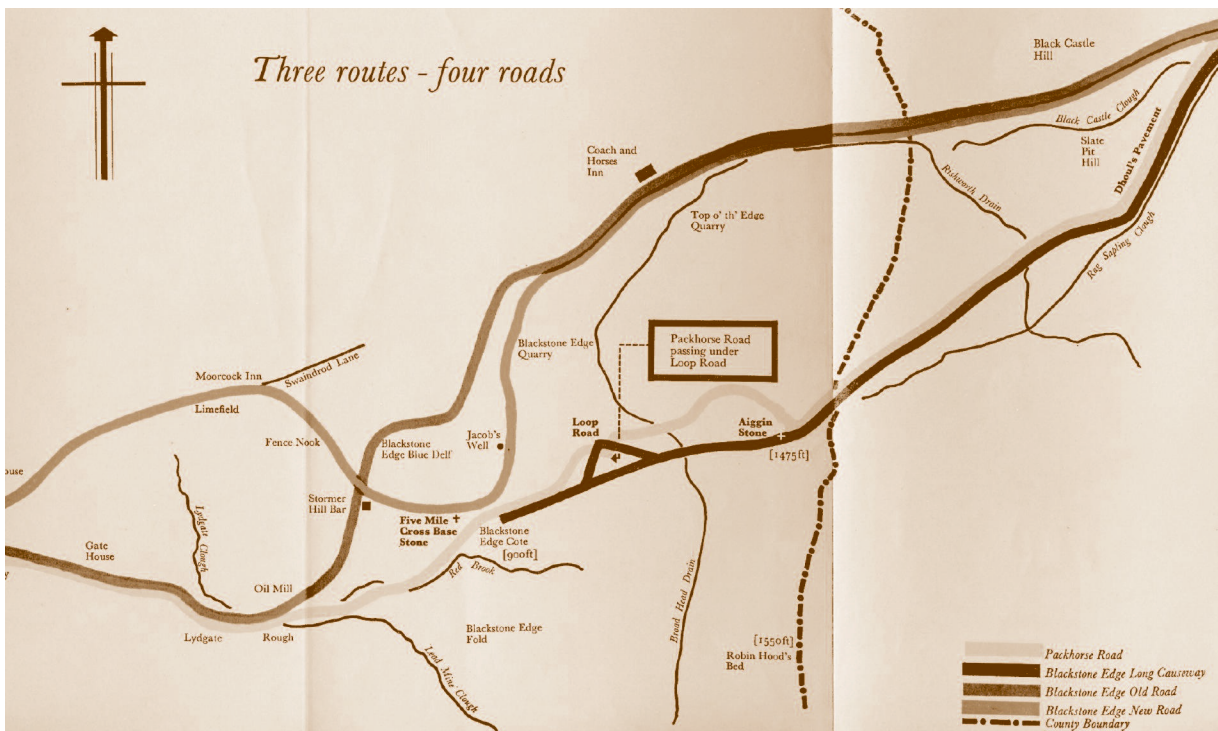 Three routes - four roads
Black Castle
Hill
Black Castle Clough
Slate
Pit
Hill
Dhoul's Pavement
Coach and
Horses
Inn
Rishworth Drain
Top o' th' Edge
Quarry
Rag Sapling Clough
Packhorse Road
passing under
Loop Road
Blackstone Edge
Quarry
Swaindrod Lane
Moorcock Inn
Limefield
Loop
Road
Aiggin
Stone
[1475ft]
Fence Nook
Blackstone
Edge Blue Delf
Jacob's
Well
Stormer
Hill Bar
Five Mile
Cross Base
Stone
Blackstone
Edge Cote
[900ft]
Lydgate Clough
Gate
House
Red Brook
Oil Mill
Broad Head Drain
Lydgate
Rough
Blackstone Edge
Fold
Lead Mine Clough
[1550ft]
Robin Hood's
Bed
Packhorse Road
Blackstone Edge Long Causeway
Blackstone Edge Old Road
Blackstone Edge New Road
County Boundary